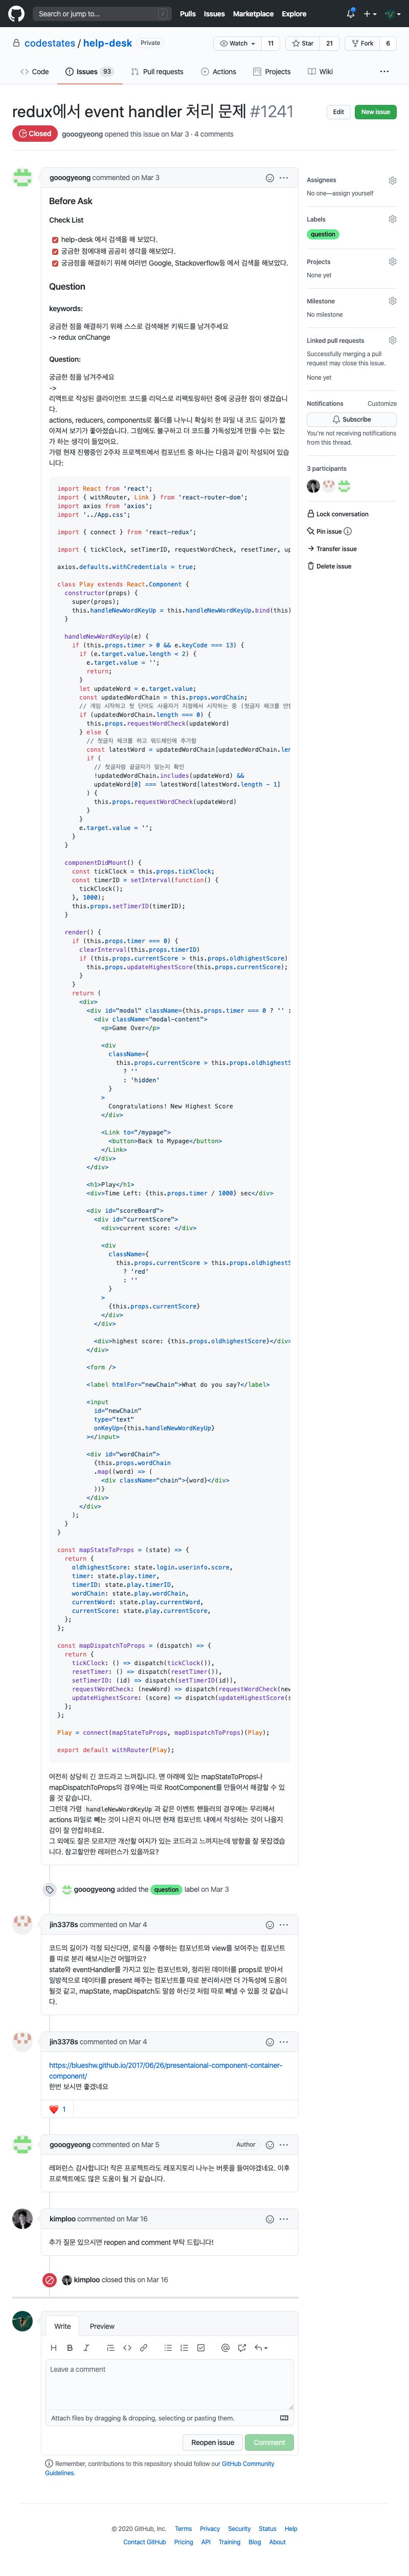 Search or jump to...
/
Pulls Issues Marketplace Explore
codestates / help-desk Private
Watch 11 Star 21 Fork 6
Code Issues 93 Pull requests Actions Projects Wiki
redux에서 event handler 처리 문제 #1241
Edit New issue
Closed gooogyeong opened this issue on Mar 3 · 4 comments
gooogyeong commented on Mar 3
Before Ask
Check List
help-desk 에서 검색을 해 보았다.
궁금한 점에대해 곰곰히 생각을 해보았다.
궁금점을 해결하기 위해 여러번 Google, Stackoverflow등 에서 검색을 해보았다.
Question
keywords:
궁금한 점을 해결하기 위해 스스로 검색해본 키워드를 남겨주세요
-> redux onChange
Question:
궁금한 점을 남겨주세요
->
리액트로 작성된 클라이언트 코드를 리덕스로 리팩토링하던 중에 궁금한 점이 생겼습니다.
actions, reducers, components로 폴더를 나누니 확실히 한 파일 내 코드 길이가 짧아져서 보기가 좋아졌습니다. 그럼에도 불구하고 더 코드를 가독성있게 만들 수는 없는가 하는 생각이 들었어요.
가령 현재 진행중인 2주차 프로젝트에서 컴포넌트 중 하나는 다음과 같이 작성되어 있습니다:
import React from 'react';
import { withRouter, Link } from 'react-router-dom';
import axios from 'axios';
import '../App.css';
import { connect } from 'react-redux';
import { tickClock, setTimerID, requestWordCheck, resetTimer, up
axios.defaults.withCredentials = true;
class Play extends React.Component {
constructor(props) {
super(props);
this.handleNewWordKeyUp = this.handleNewWordKeyUp.bind(this)
}
handleNewWordKeyUp(e) {
if (this.props.timer > 0 && e.keyCode === 13) {
if (e.target.value.length < 2) {
e.target.value = '';
return;
}
let updateWord = e.target.value;
const updatedWordChain = this.props.wordChain;
// 게임 시작하고 첫 단어도 사용자가 지정해서 시작하는 중 (첫글자 체크를 안함
if (updatedWordChain.length === 0) {
this.props.requestWordCheck(updateWord)
} else {
// 첫글자 체크를 하고 워드체인에 추가함
const latestWord = updatedWordChain[updatedWordChain.len
if (
// 첫글자랑 끝글자가 맞는지 확인
!updatedWordChain.includes(updateWord) &&
updateWord[0] === latestWord[latestWord.length - 1]
) {
this.props.requestWordCheck(updateWord)
}
}
e.target.value = '';
}
}
componentDidMount() {
const tickClock = this.props.tickClock;
const timerID = setInterval(function() {
tickClock();
}, 1000);
this.props.setTimerID(timerID);
}
render() {
if (this.props.timer === 0) {
clearInterval(this.props.timerID)
if (this.props.currentScore > this.props.oldhighestScore)
this.props.updateHighestScore(this.props.currentScore);
}
}
return (
<div>
<div id="modal" className={this.props.timer === 0 ? '' :
<div className="modal-content">
<p>Game Over</p>
<div
className={
this.props.currentScore > this.props.oldhighestS
? ''
: 'hidden'
}
>
Congratulations! New Highest Score
</div>
<Link to="/mypage">
<button>Back to Mypage</button>
</Link>
</div>
</div>
<h1>Play</h1>
<div>Time Left: {this.props.timer / 1000} sec</div>
<div id="scoreBoard">
<div id="currentScore">
<div>current score: </div>
<div
className={
this.props.currentScore > this.props.oldhighestS
? 'red'
: ''
}
>
{this.props.currentScore}
</div>
</div>
<div>highest score: {this.props.oldhighestScore}</div>
</div>
<form />
<label htmlFor="newChain">What do you say?</label>
<input
id="newChain"
type="text"
onKeyUp={this.handleNewWordKeyUp}
></input>
<div id="wordChain">
{this.props.wordChain
.map((word) => (
<div className="chain">{word}</div>
))}
</div>
</div>
);
}
}
const mapStateToProps = (state) => {
return {
oldhighestScore: state.login.userinfo.score,
timer: state.play.timer,
timerID: state.play.timerID,
wordChain: state.play.wordChain,
currentWord: state.play.currentWord,
currentScore: state.play.currentScore,
};
};
const mapDispatchToProps = (dispatch) => {
return {
tickClock: () => dispatch(tickClock()),
resetTimer: () => dispatch(resetTimer()),
setTimerID: (id) => dispatch(setTimerID(id)),
requestWordCheck: (newWord) => dispatch(requestWordCheck(new
updateHighestScore: (score) => dispatch(updateHighestScore(s
};
};
Play = connect(mapStateToProps, mapDispatchToProps)(Play);
export default withRouter(Play);
여전히 상당히 긴 코드라고 느껴집니다. 맨 아래에 있는 mapStateToProps나 mapDispatchToProps의 경우에는 따로 RootComponent를 만들어서 해결할 수 있을 것 같습니다.
그런데 가령 handleNewWordKeyUp 과 같은 이벤트 핸들러의 경우에는 무리해서 actions 파일로 빼는 것이 나은지 아니면 현재 컴포넌트 내에서 작성하는 것이 나을지 감이 잘 안잡히네요.
그 외에도 잘은 모르지만 개선할 여지가 있는 코드라고 느껴지는데 방향을 잘 못잡겠습니다. 참고할만한 레퍼런스가 있을까요?
gooogyeong added the question label on Mar 3
jin3378s commented on Mar 4
코드의 길이가 걱정 되신다면, 로직을 수행하는 컴포넌트와 view를 보여주는 컴포넌트를 따로 분리 해보시는건 어떨까요?
state와 eventHandler를 가지고 있는 컴포넌트와, 정리된 데이터를 props로 받아서 일방적으로 데이터를 present 해주는 컴포넌트를 따로 분리하시면 더 가독성에 도움이 될것 같고, mapState, mapDispatch도 말씀 하신것 처럼 따로 빼낼 수 있을 것 같습니다.
jin3378s commented on Mar 4
https://blueshw.github.io/2017/06/26/presentaional-component-container-component/
한번 보시면 좋겠네요
1
gooogyeong commented on Mar 5 Author
레퍼런스 감사합니다! 작은 프로젝트라도 레포지토리 나누는 버릇을 들여야겠네요. 이후 프로젝트에도 많은 도움이 될 거 같습니다.
kimploo commented on Mar 16
추가 질문 있으시면 reopen and comment 부탁 드립니다!
kimploo closed this on Mar 16
Write Preview
Leave a comment
Attach files by dragging & dropping, selecting or pasting them.
Reopen issue Comment
Remember, contributions to this repository should follow our GitHub Community Guidelines.
Assignees
No one—assign yourself
Labels
question
Projects
None yet
Milestone
No milestone
Linked pull requests
Successfully merging a pull request may close this issue.
None yet
Notifications Customize
Subscribe
You're not receiving notifications from this thread.
3 participants
Lock conversation
Pin issue
Transfer issue
Delete issue
© 2020 GitHub, Inc. Terms Privacy Security Status Help
Contact GitHub Pricing API Training Blog About